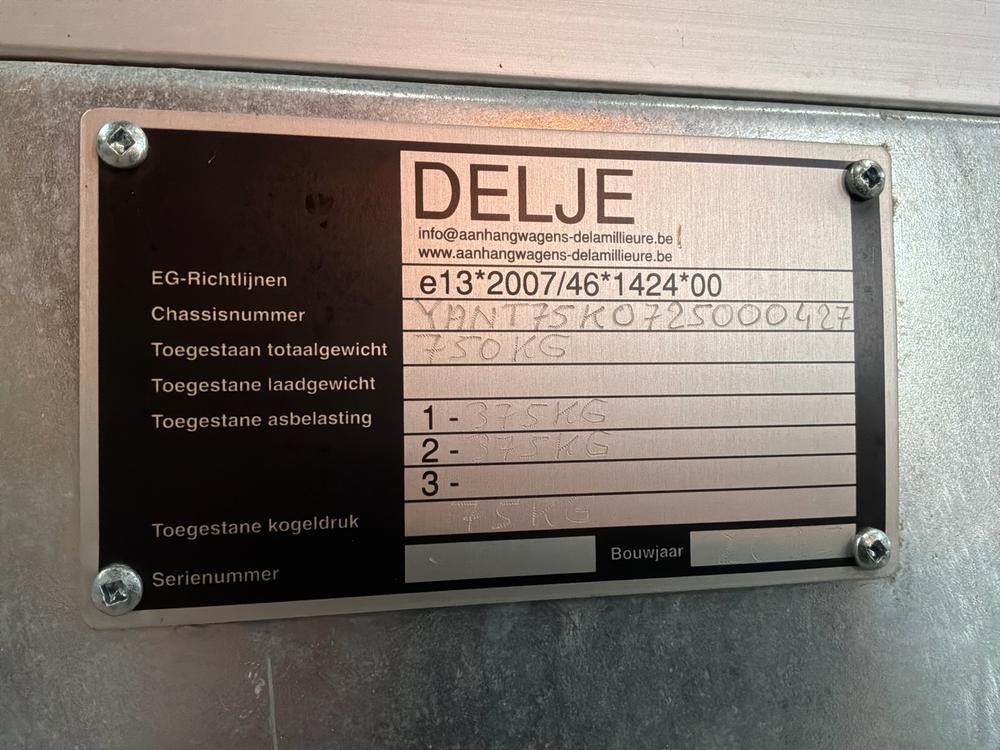 DELJE
info@aanhangwagens-delamillieure.be
www.aanhangwagens-delamillieure.be
EG-Richtlijnen e13*2007/46*1424*00
Chassisnummer YANT75K0725000427
Toegestaan totaalgewicht 750KG
Toegestane laadgewicht
Toegestane asbelasting 1 - 375KG
2 - 375KG
3 -
Toegestane kogeldruk 75KG
Serienummer Bouwjaar